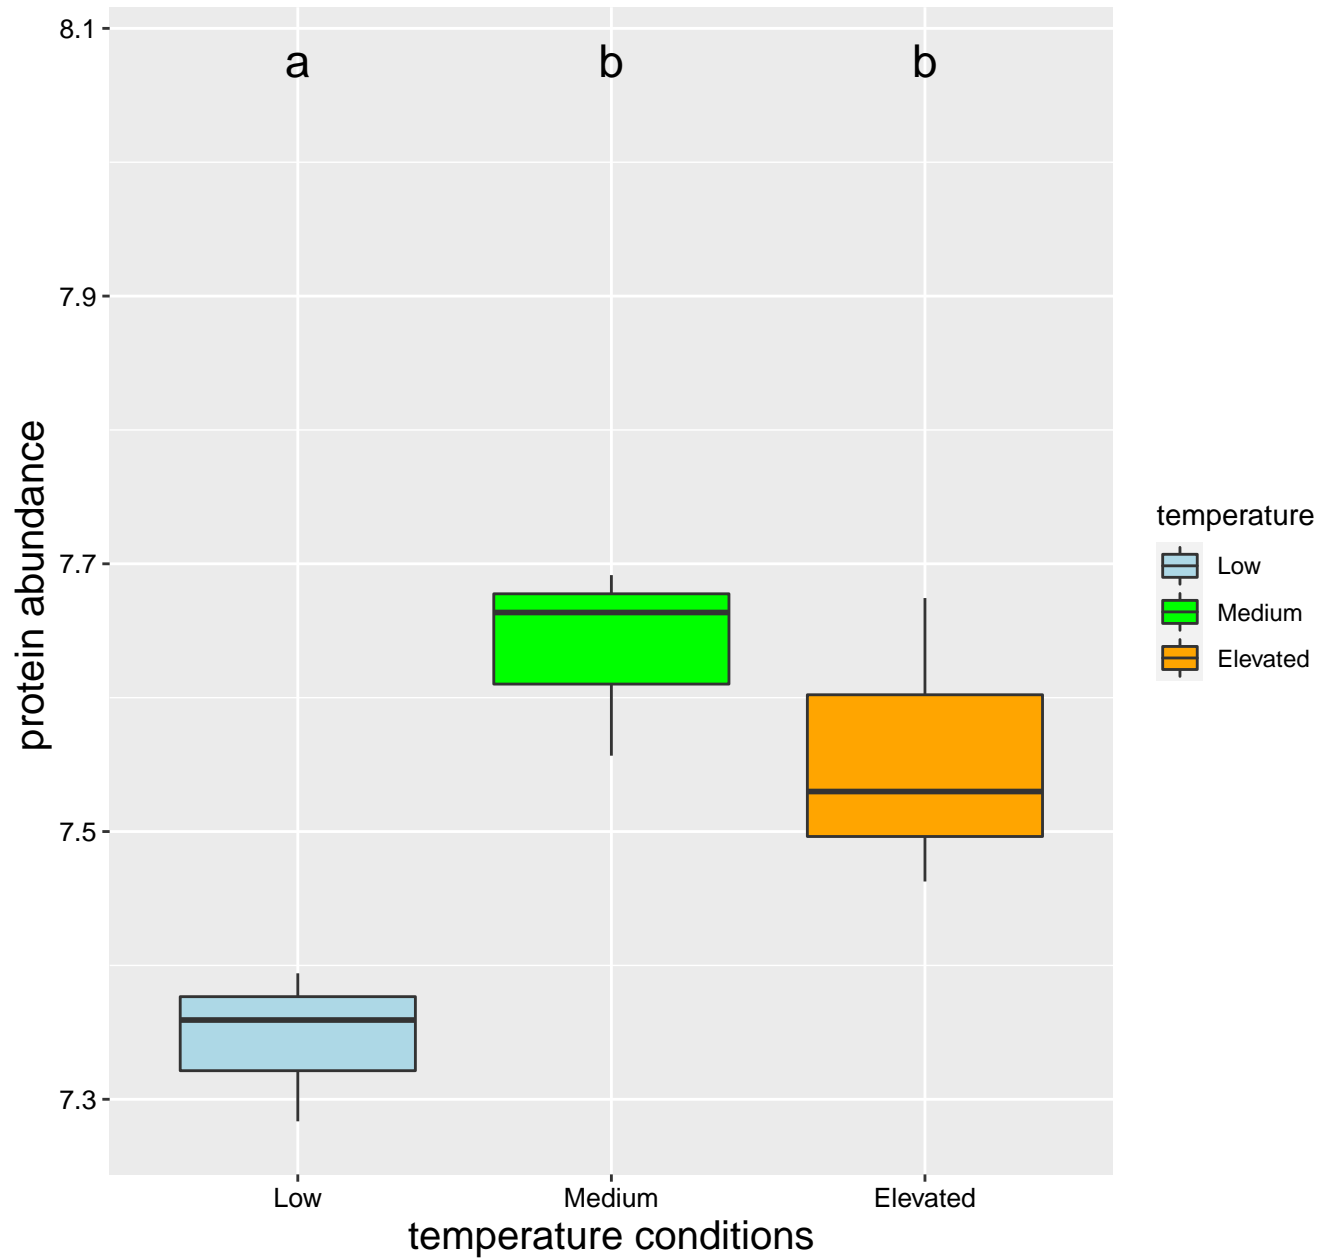 8.1
a b b
7.9
7.7
7.5
7.3
protein abundance
Low Medium Elevated
temperature conditions
temperature
Low
Medium
Elevated